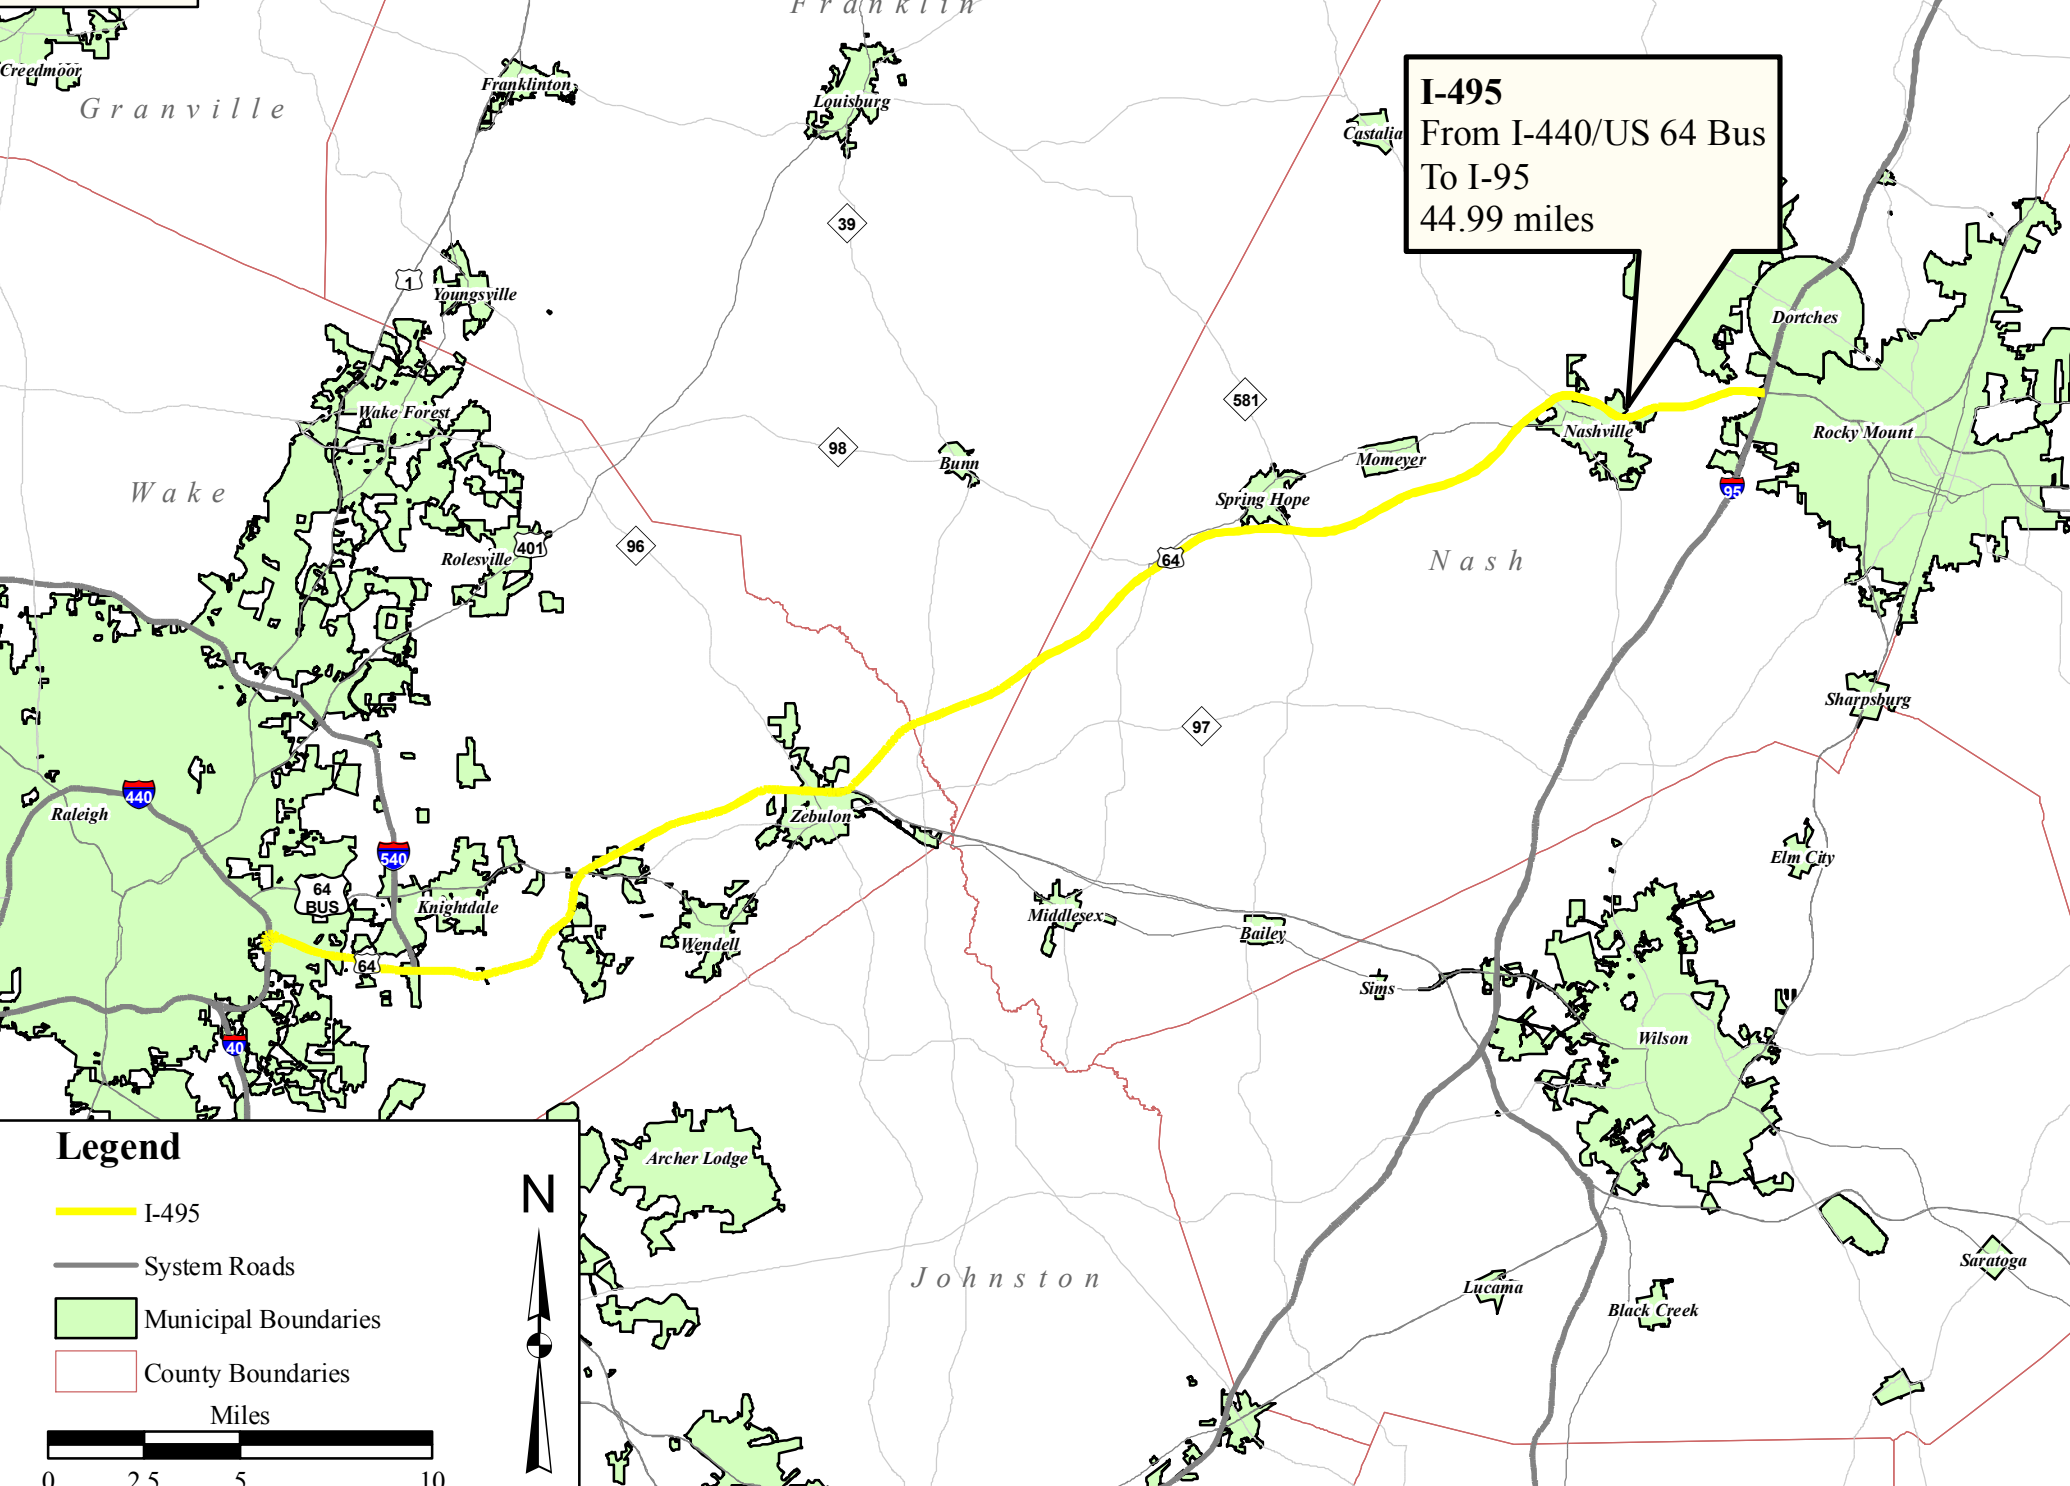 Franklin
Creedmoor
Granville
Franklinton
Louisburg
Castalia
I-495
From I-440/US 64 Bus
To I-95
44.99 miles
39
1
Youngsville
Dortches
Wake Forest
581
Nashville
Rocky Mount
98
Bunn
Momeyer
Wake
Spring Hope
95
401
96
Rolesville
64
Nash
Sharpsburg
97
440
Raleigh
Zebulon
540
Elm City
64
BUS
Knightdale
Middlesex
Wendell
Bailey
64
Sims
40
Wilson
Legend
Archer Lodge
N
I-495
System Roads
Johnston
Saratoga
Lucama
Black Creek
Municipal Boundaries
County Boundaries
Miles
0 2.5 5 10